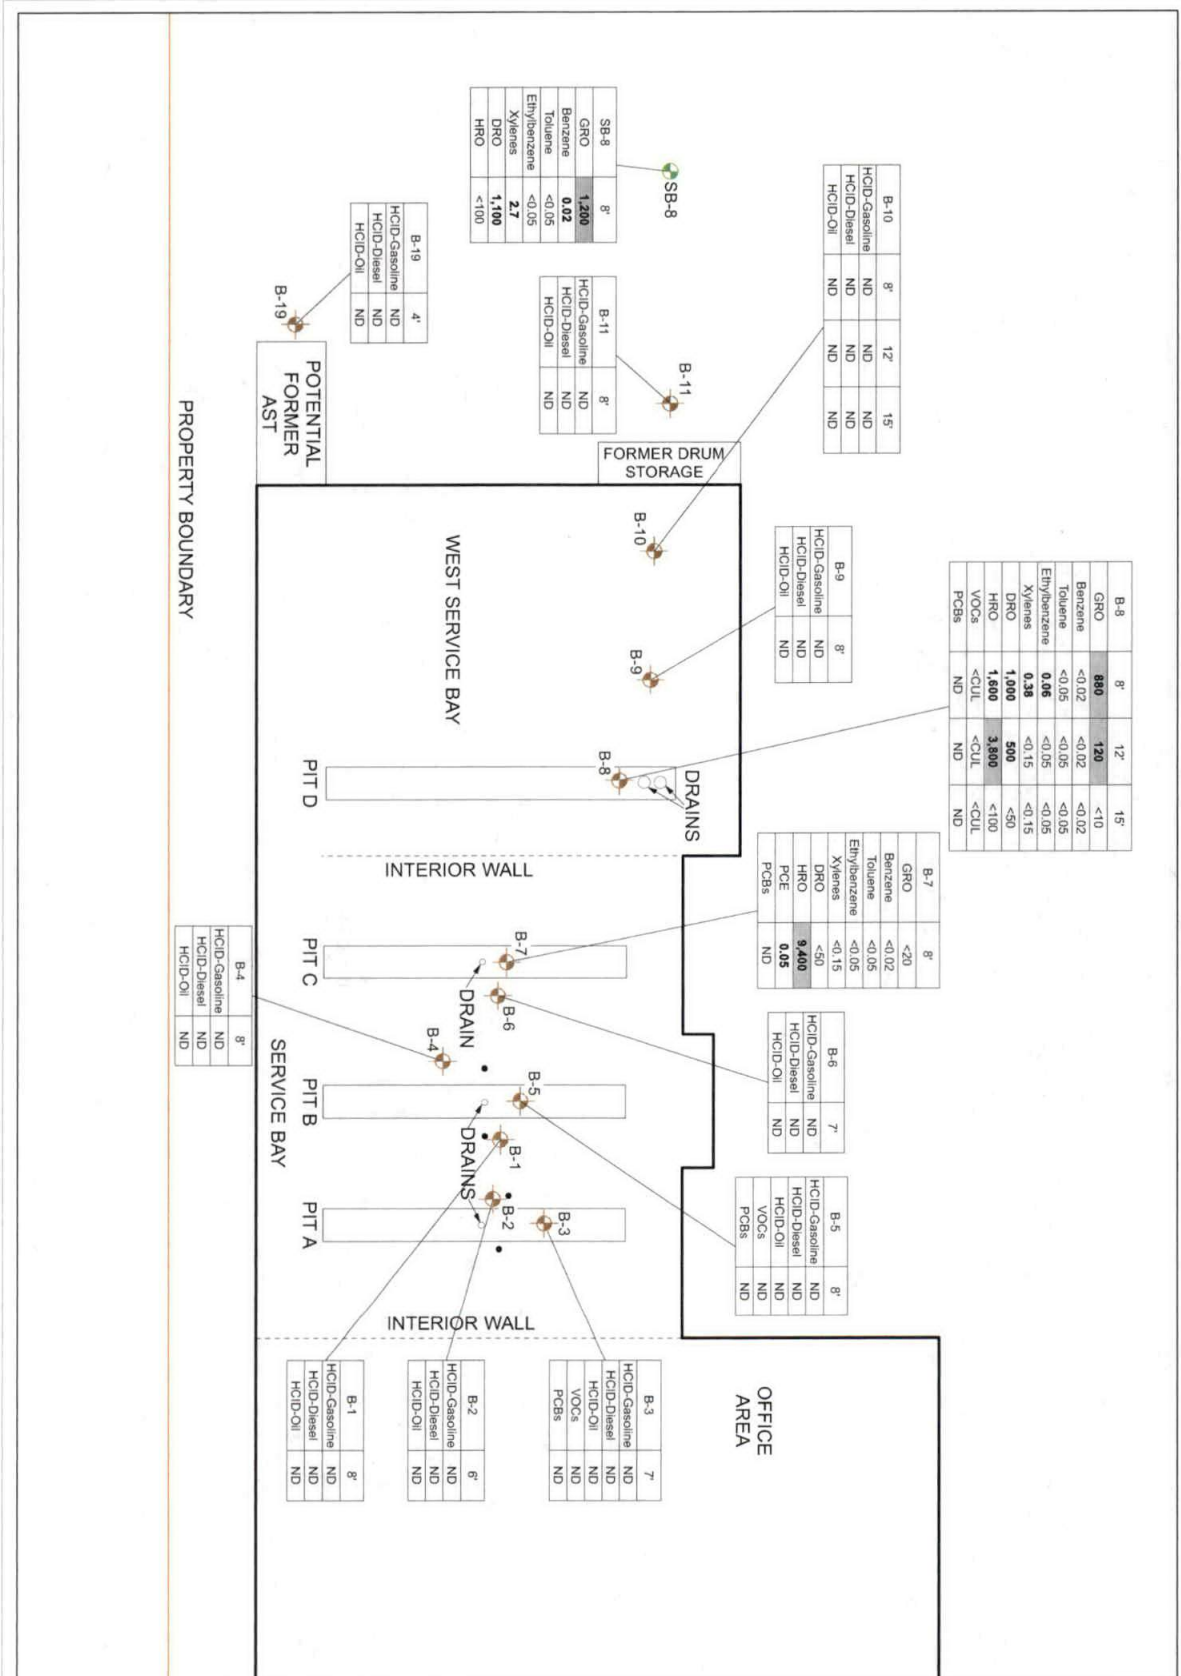 B-8 8' 12' 15'
GRO 880 120 <10
Benzene <0.02 <0.02 <0.02
Toluene <0.05 <0.05 <0.05
Ethylbenzene 0.06 <0.05 <0.05
Xylenes 0.38 <0.15 <0.15
DRO 1,000 500 <50
HRO 1,600 3,800 <100
VOCs <CUL <CUL <CUL
PCBs ND ND ND
B-7 8'
GRO <20
Benzene <0.02
Toluene <0.05
Ethylbenzene <0.05
Xylenes <0.15
DRO <50
HRO 9,400
PCE 0.05
PCBs ND
B-10 8' 12' 15'
HCID-Gasoline ND ND ND
HCID-Diesel ND ND ND
HCID-Oil ND ND ND
B-9 8'
HCID-Gasoline ND
HCID-Diesel ND
HCID-Oil ND
B-6 7'
HCID-Gasoline ND
HCID-Diesel ND
HCID-Oil ND
B-5 8'
HCID-Gasoline ND
HCID-Diesel ND
HCID-Oil ND
VOCs ND
PCBs ND
OFFICE
AREA
SB-8
B-11
FORMER DRUM
STORAGE
DRAINS
SB-8 8'
GRO 1,200
Benzene 0.02
Toluene <0.05
Ethylbenzene <0.05
Xylenes 2.7
DRO 1,100
HRO <100
B-11 8'
HCID-Gasoline ND
HCID-Diesel ND
HCID-Oil ND
B-10
B-9
B-8
B-7
B-6
B-5
B-1
B-2
B-3
B-4
DRAIN
DRAINS
WEST SERVICE BAY
INTERIOR WALL
INTERIOR WALL
B-3 7'
HCID-Gasoline ND
HCID-Diesel ND
HCID-Oil ND
VOCs ND
PCBs ND
B-2 6'
HCID-Gasoline ND
HCID-Diesel ND
HCID-Oil ND
B-1 8'
HCID-Gasoline ND
HCID-Diesel ND
HCID-Oil ND
B-19 4'
HCID-Gasoline ND
HCID-Diesel ND
HCID-Oil ND
B-19
POTENTIAL
FORMER
AST
PIT D
PIT C
PIT B
PIT A
SERVICE BAY
B-4 8'
HCID-Gasoline ND
HCID-Diesel ND
HCID-Oil ND
PROPERTY BOUNDARY